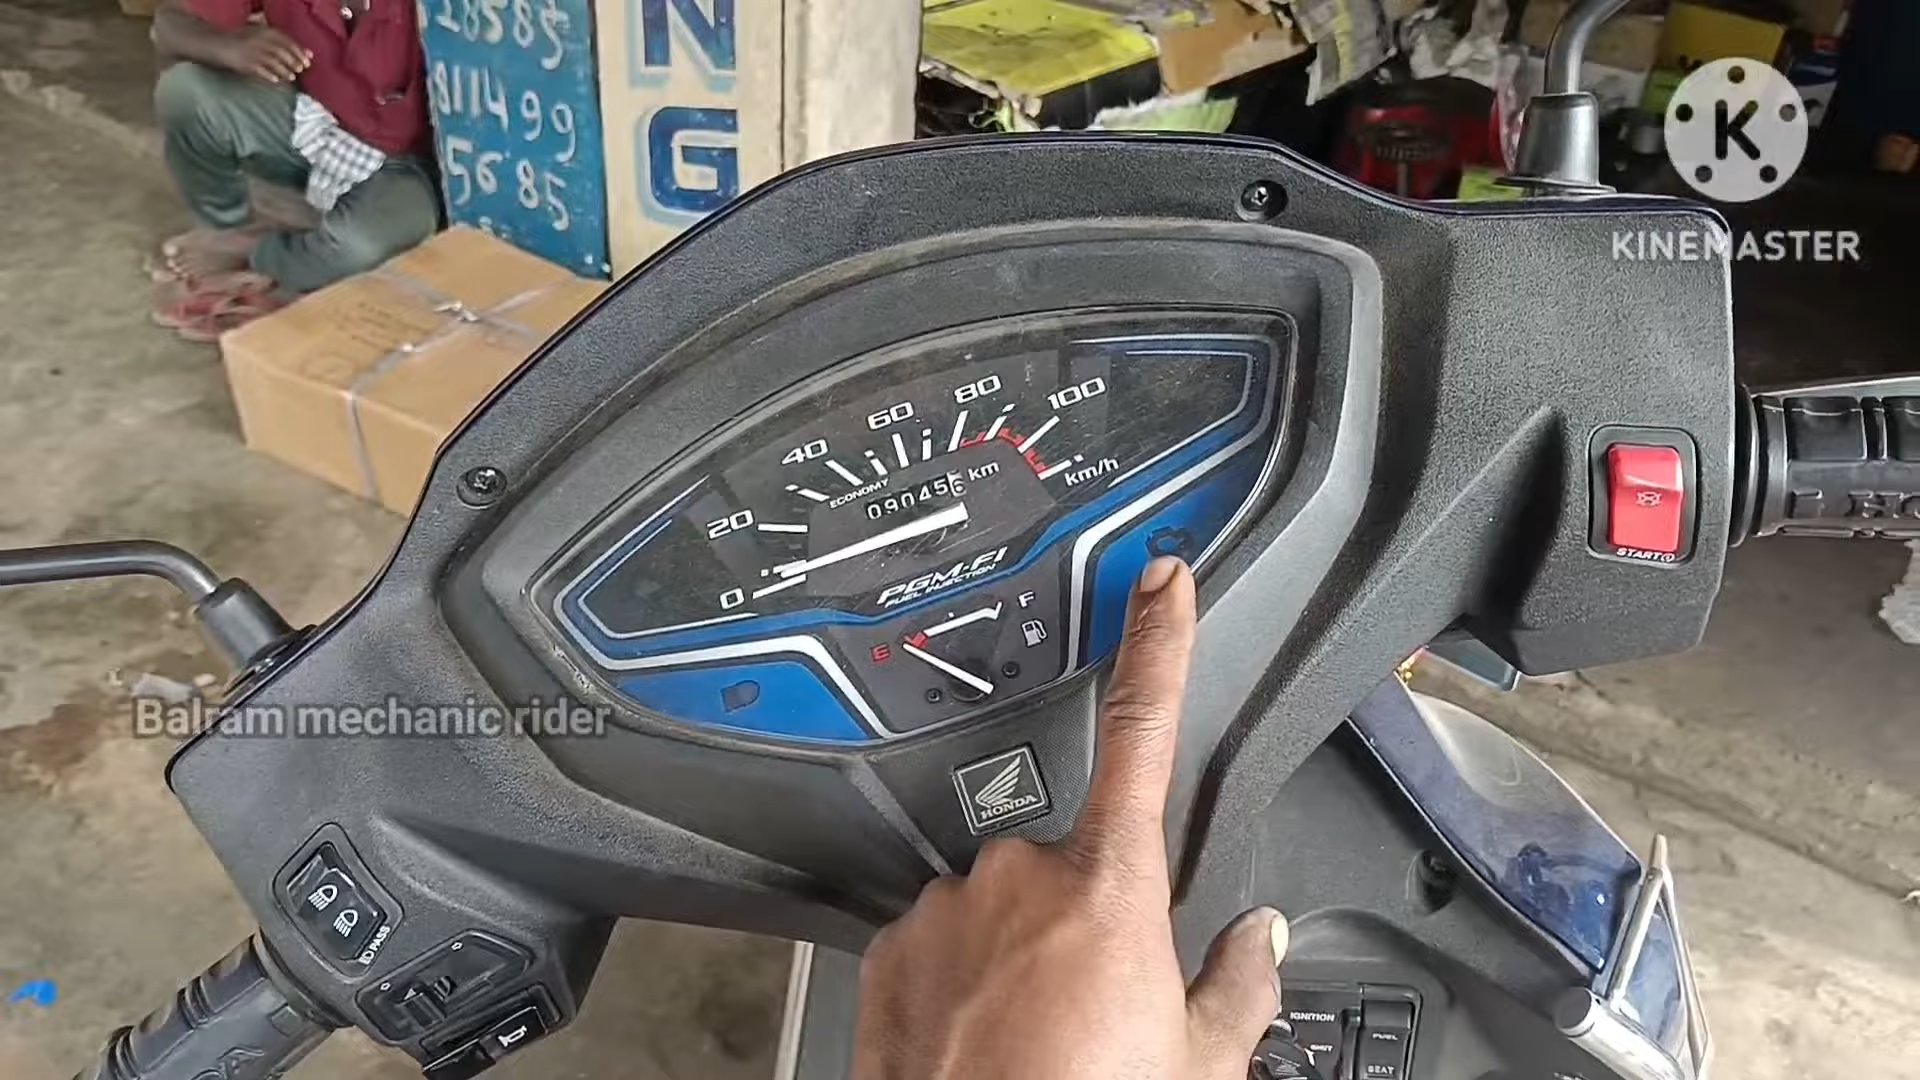 28585
811499
5685
N
G
KINEMASTER
0
20
40
60
80
100
km/h
ECONOMY
090456 km
PGM-FI
FUEL INJECTION
E
F
START
HONDA
Balram mechanic rider
PASS
IGNITION
FUEL
SEAT